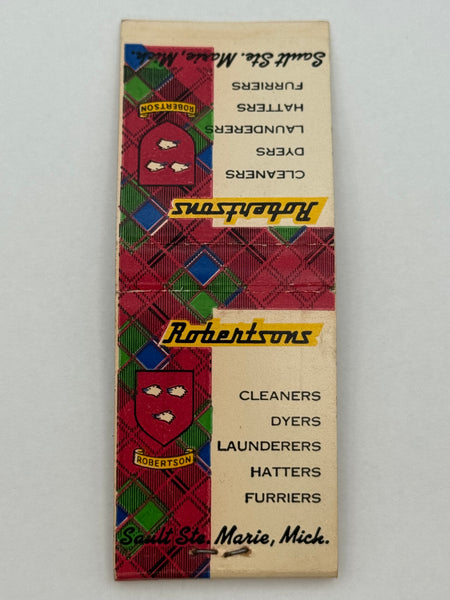 Sault Ste. Marie, Mich.
FURRIERS
HATTERS
LAUNDERERS
DYERS
CLEANERS
ROBERTSON
Robertsons
Robertsons
CLEANERS
DYERS
LAUNDERERS
HATTERS
FURRIERS
ROBERTSON
Sault Ste. Marie, Mich.